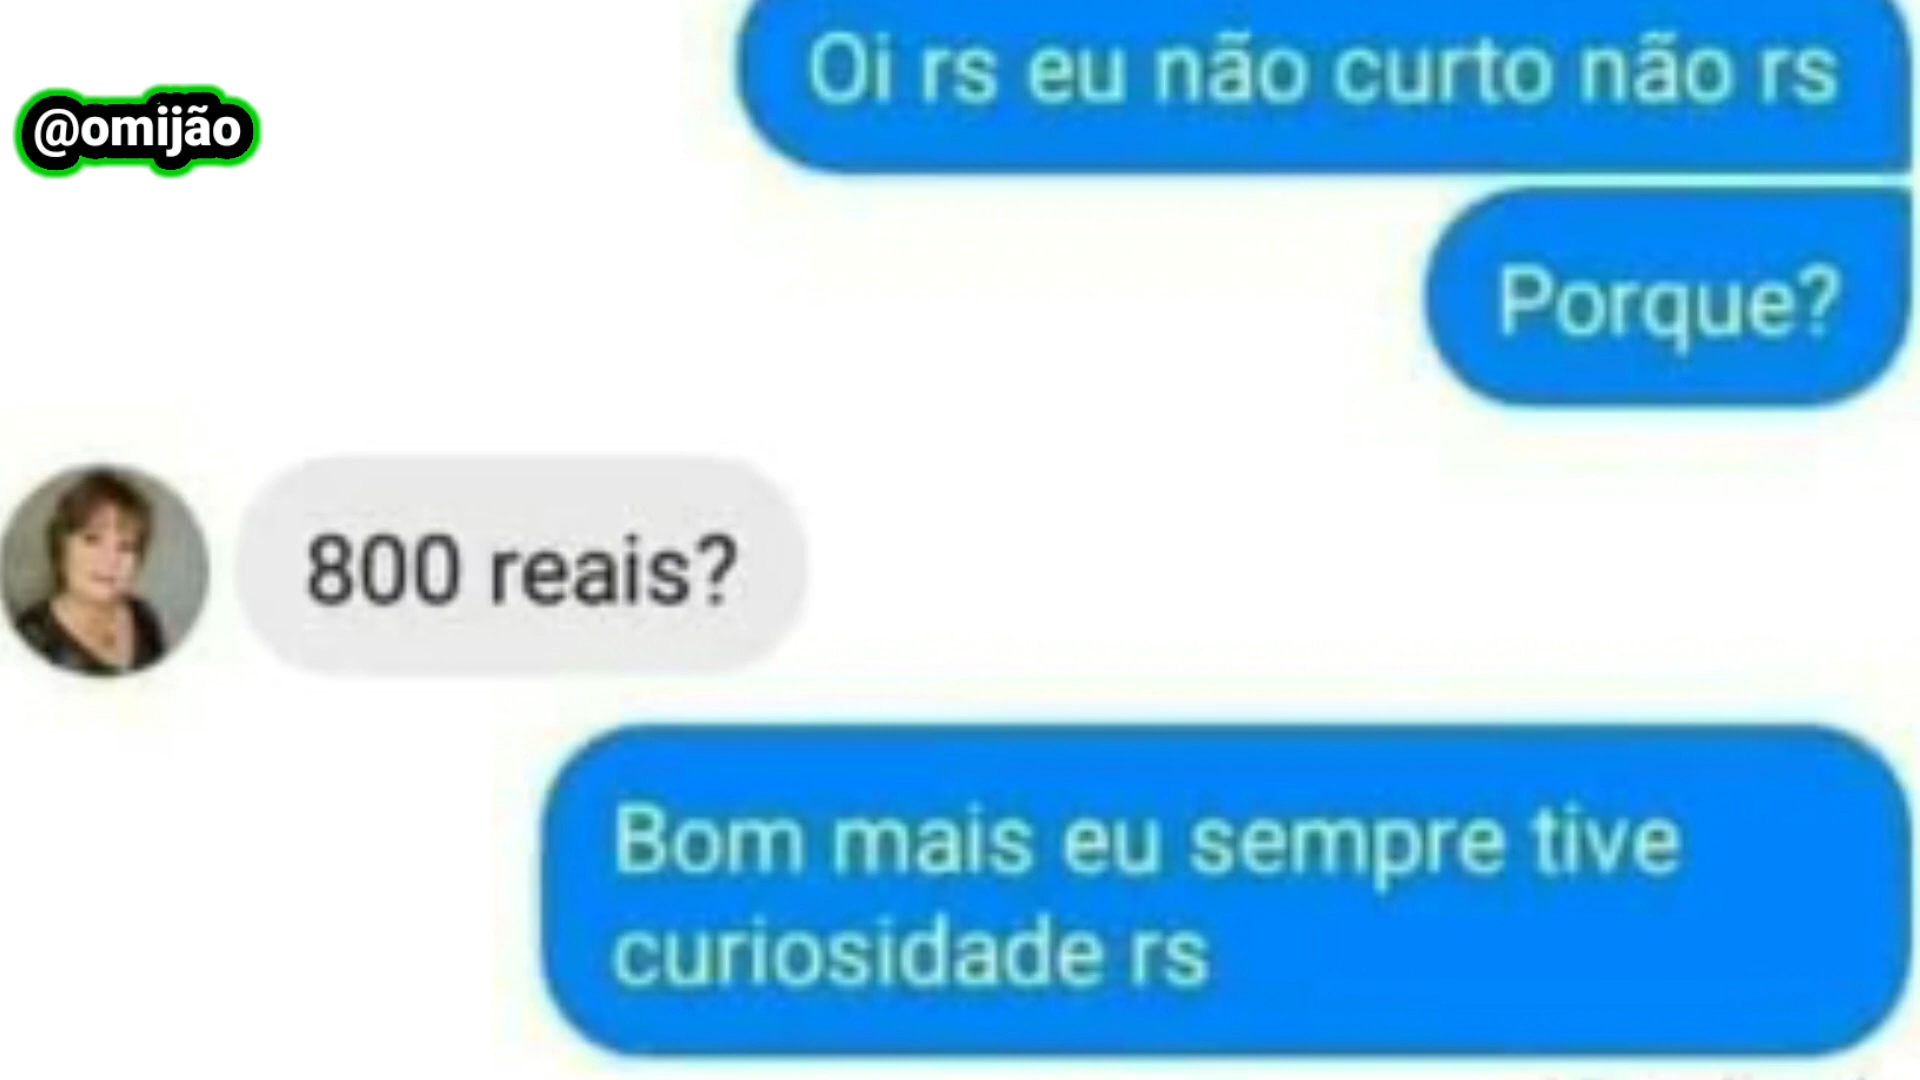 Oi rs eu não curto não rs
@omijão
Porque?
800 reais?
Bom mais eu sempre tive
curiosidade rs